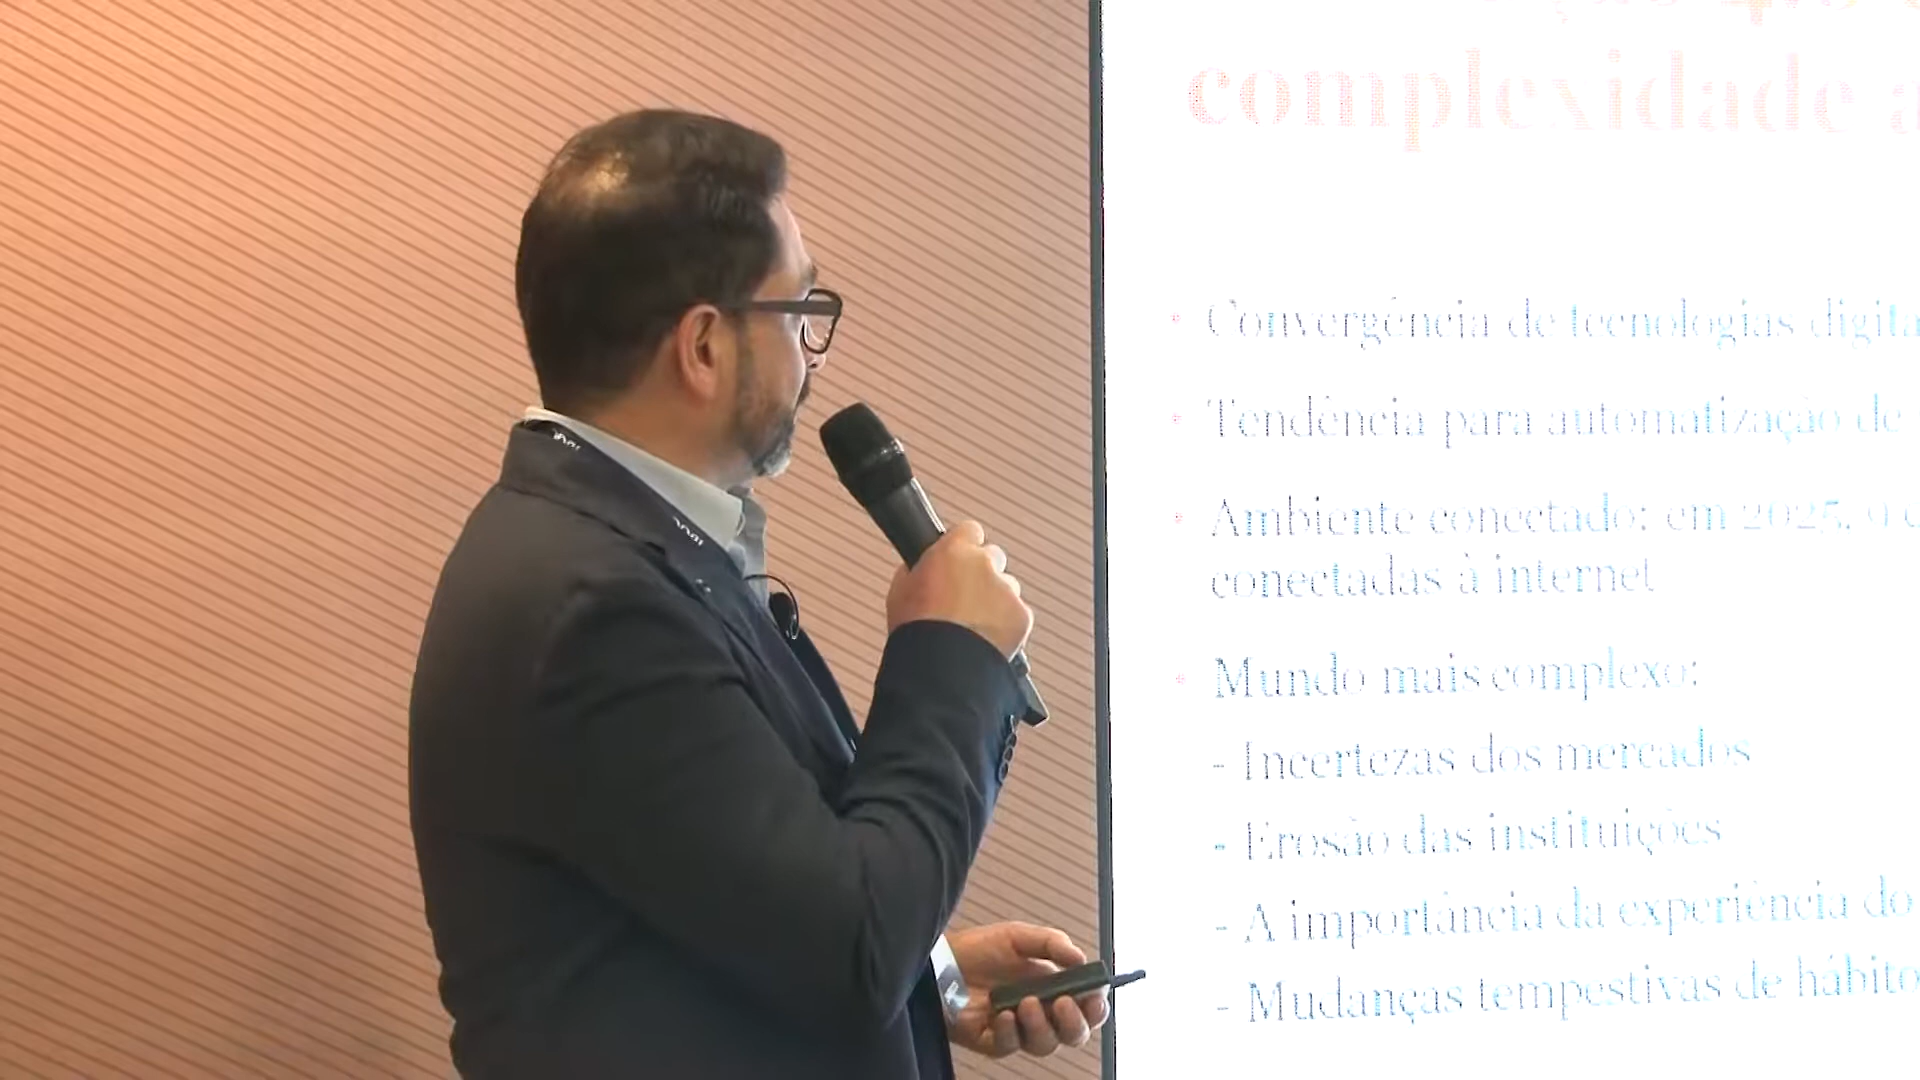 complexidade a
• Convergência de tecnologias digita
• Tendência para automatização de
• Ambiente conectado: em 2025, 9 c
conectadas à internet
• Mundo mais complexo:
- Incertezas dos mercados
- Erosão das instituições
- A importância da experiência do
- Mudanças tempestivas de hábito